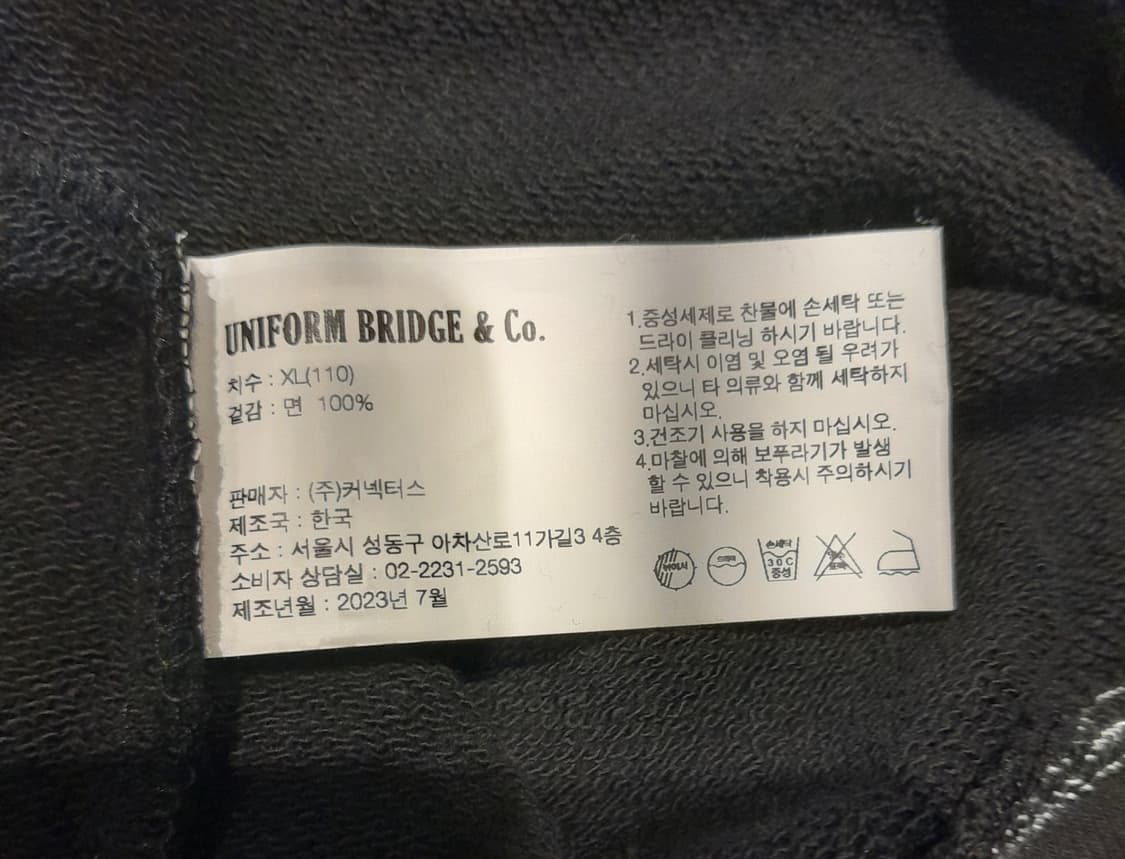 UNIFORM BRIDGE & Co.
치수 : XL(110)
겉감 : 면 100%
판매자 : (주)커넥터스
제조국 : 한국
주소 : 서울시 성동구 아차산로11가길3 4층
소비자 상담실 : 02-2231-2593
제조년월 : 2023년 7월
1.중성세제로 찬물에 손세탁 또는
드라이 클리닝 하시기 바랍니다.
2.세탁시 이염 및 오염 될 우려가
있으니 타 의류와 함께 세탁하지
마십시오.
3.건조기 사용을 하지 마십시오.
4.마찰에 의해 보푸라기가 발생
할 수 있으니 착용시 주의하시기
바랍니다.
손세탁
30C
중성